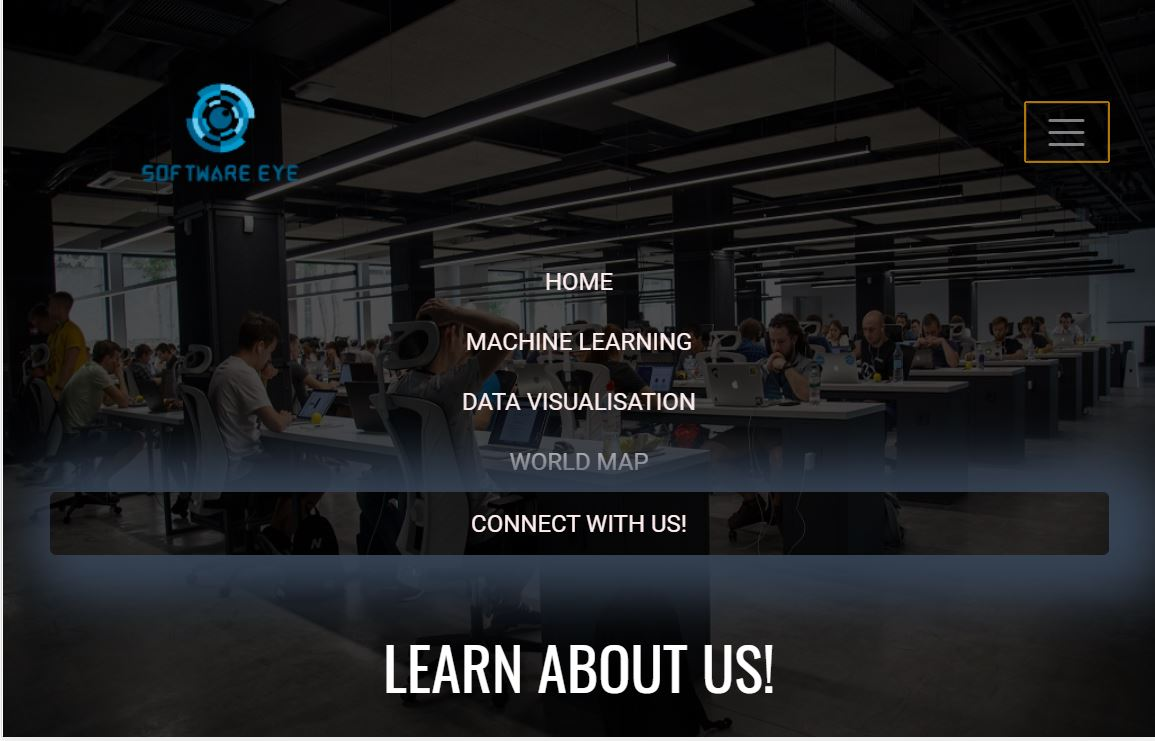 SOFTWARE EYE
HOME
MACHINE LEARNING
DATA VISUALISATION
WORLD MAP
CONNECT WITH US!
LEARN ABOUT US!